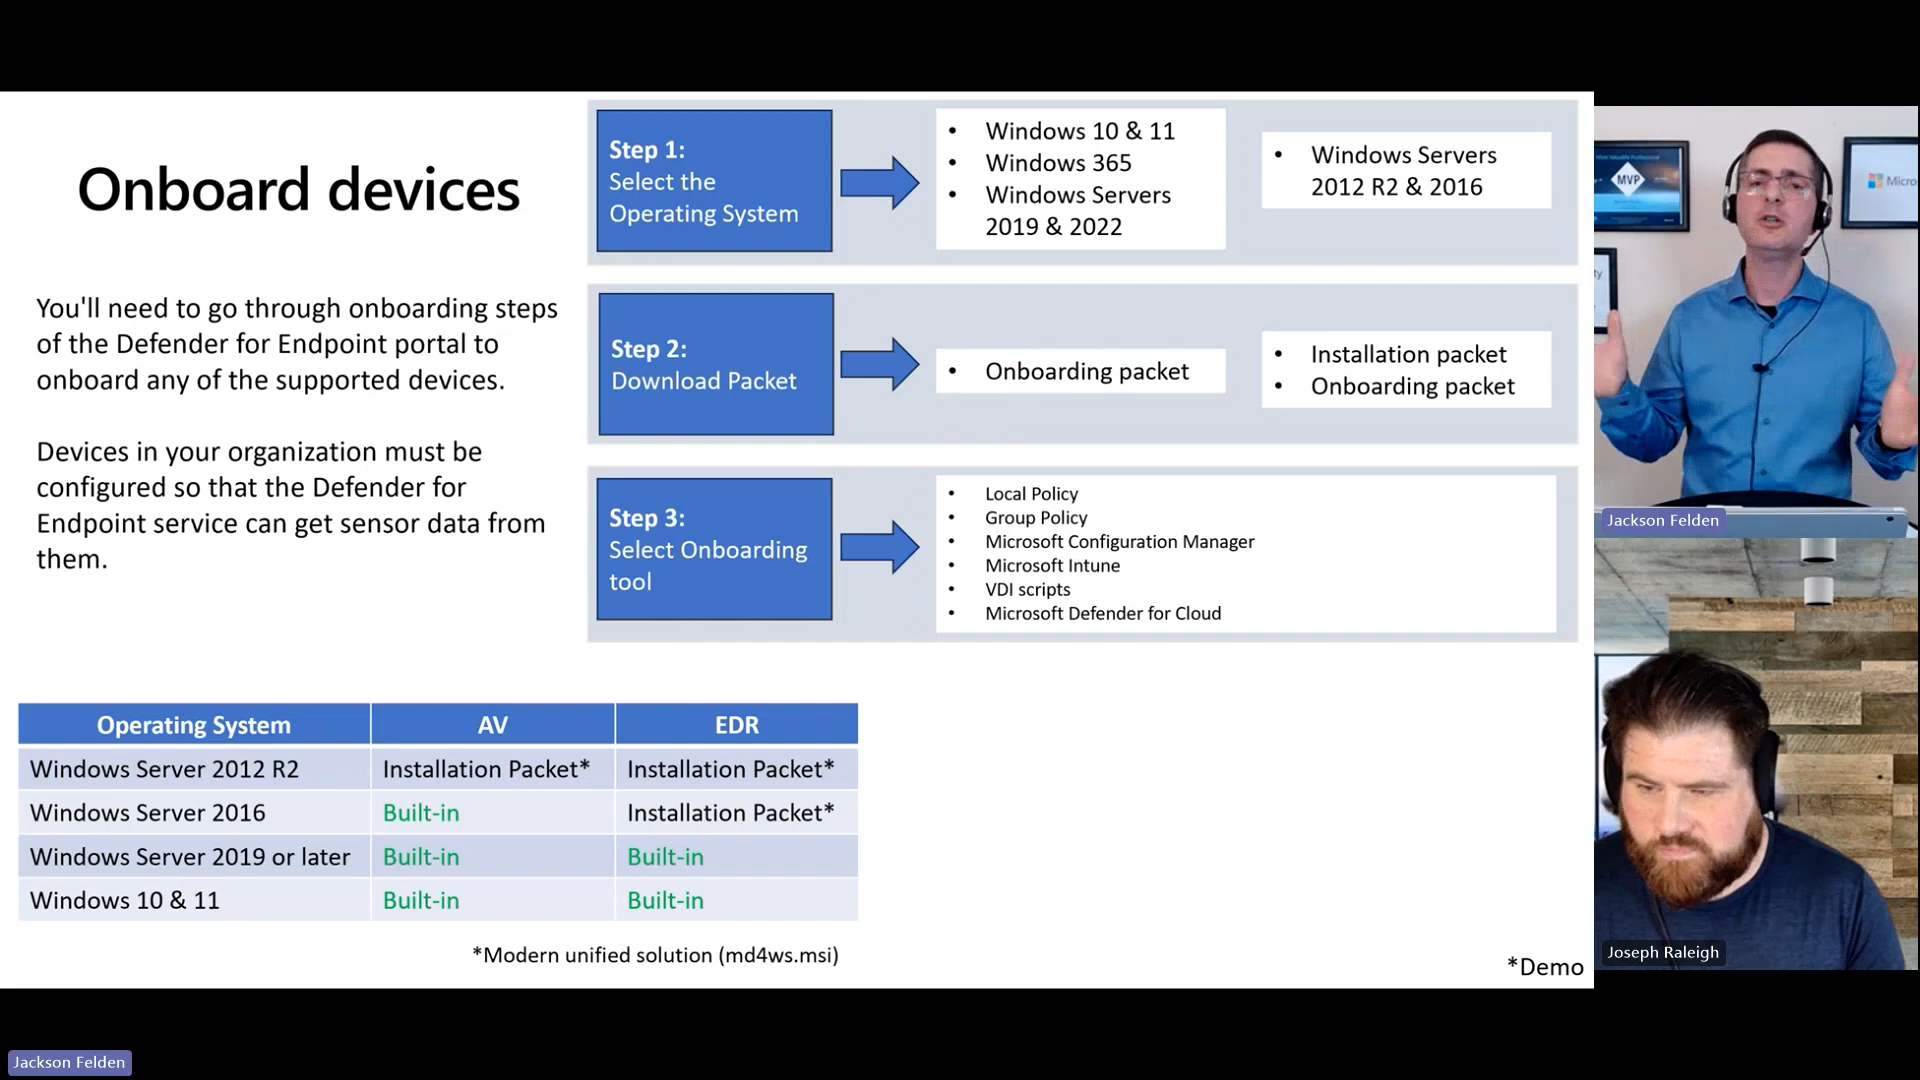 Onboard devices
You'll need to go through onboarding steps
of the Defender for Endpoint portal to
onboard any of the supported devices.
Devices in your organization must be
configured so that the Defender for
Endpoint service can get sensor data from
them.
Step 1:
Select the
Operating System
• Windows 10 & 11
• Windows 365
• Windows Servers
2019 & 2022
• Windows Servers
2012 R2 & 2016
Step 2:
Download Packet
• Onboarding packet
• Installation packet
• Onboarding packet
Step 3:
Select Onboarding
tool
• Local Policy
• Group Policy
• Microsoft Configuration Manager
• Microsoft Intune
• VDI scripts
• Microsoft Defender for Cloud
Operating System AV EDR
Windows Server 2012 R2 Installation Packet* Installation Packet*
Windows Server 2016 Built-in Installation Packet*
Windows Server 2019 or later Built-in Built-in
Windows 10 & 11 Built-in Built-in
*Modern unified solution (md4ws.msi)
*Demo
MVP
Micro
Jackson Felden
Joseph Raleigh
Jackson Felden